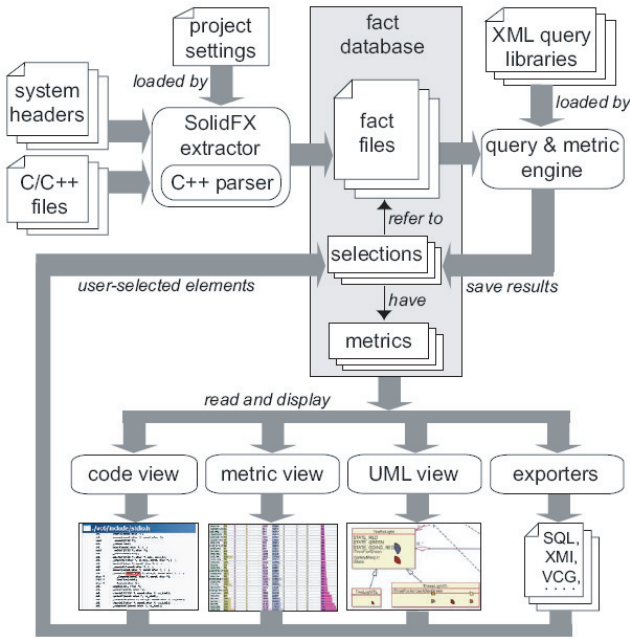 project
settings
fact
database
XML query
libraries
loaded by
loaded by
system
headers
SolidFX
extractor
C++ parser
fact
files
query & metric
engine
C/C++
files
refer to
selections
user-selected elements
save results
have
metrics
read and display
code view
metric view
UML view
exporters
SQL,
XMI,
VCG,
. . . .